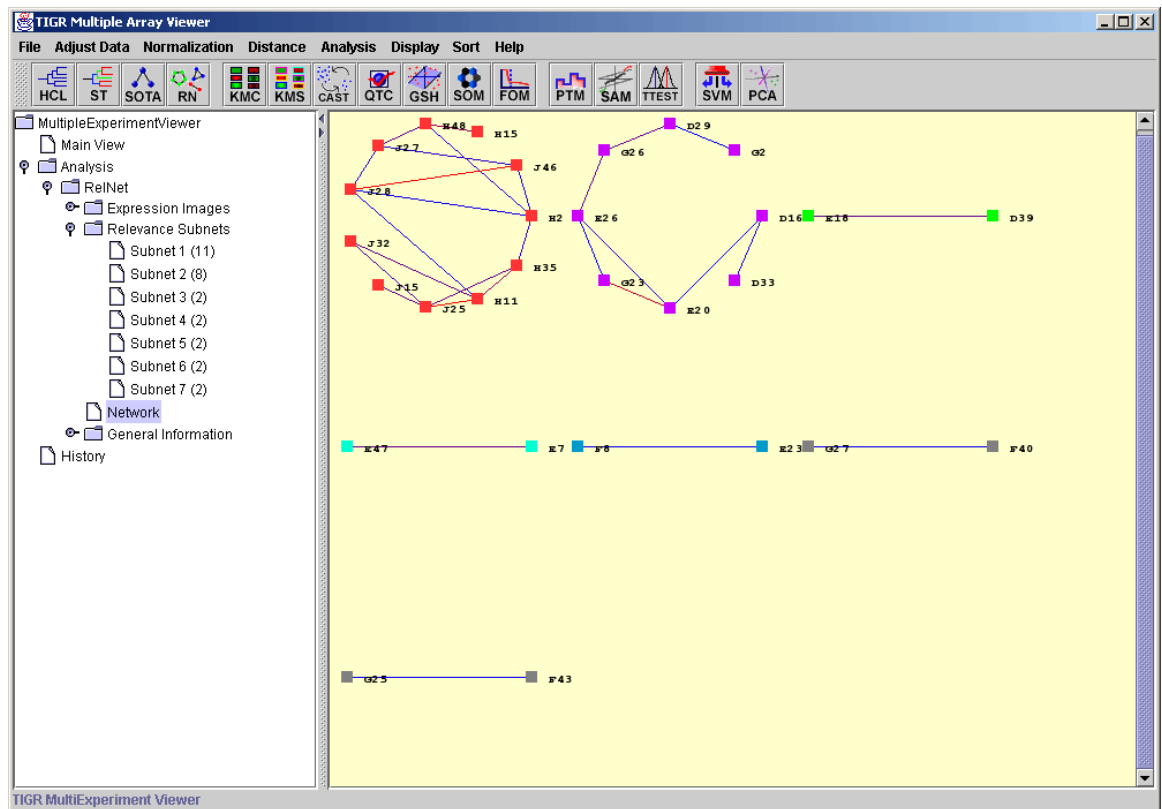 TIGR Multiple Array Viewer
File Adjust Data Normalization Distance Analysis Display Sort Help
HCL ST SOTA RN KMC KMS CAST QTC GSH SOM FOM PTM SAM TTEST SVM PCA
MultipleExperimentViewer
Main View
Analysis
RelNet
Expression Images
Relevance Subnets
Subnet 1 (11)
Subnet 2 (8)
Subnet 3 (2)
Subnet 4 (2)
Subnet 5 (2)
Subnet 6 (2)
Subnet 7 (2)
Network
General Information
History
H48 H15 D29
J27 G26 G2
J46
J28
H2 E26 D16 E18 D39
J32
H35
J15 G23 D33
H11
J25 E20
E47 E7 F8 E23 G27 F40
G25 F43
TIGR MultiExperiment Viewer